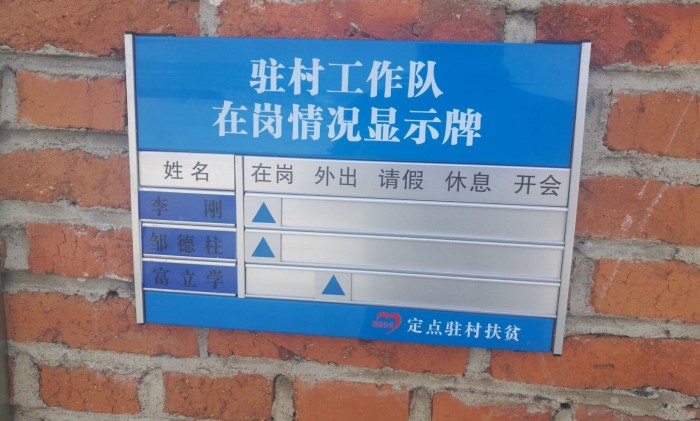 驻村工作队
在岗情况显示牌
姓名 在岗 外出 请假 休息 开会
李刚
邹德柱
富立学
定点驻村扶贫